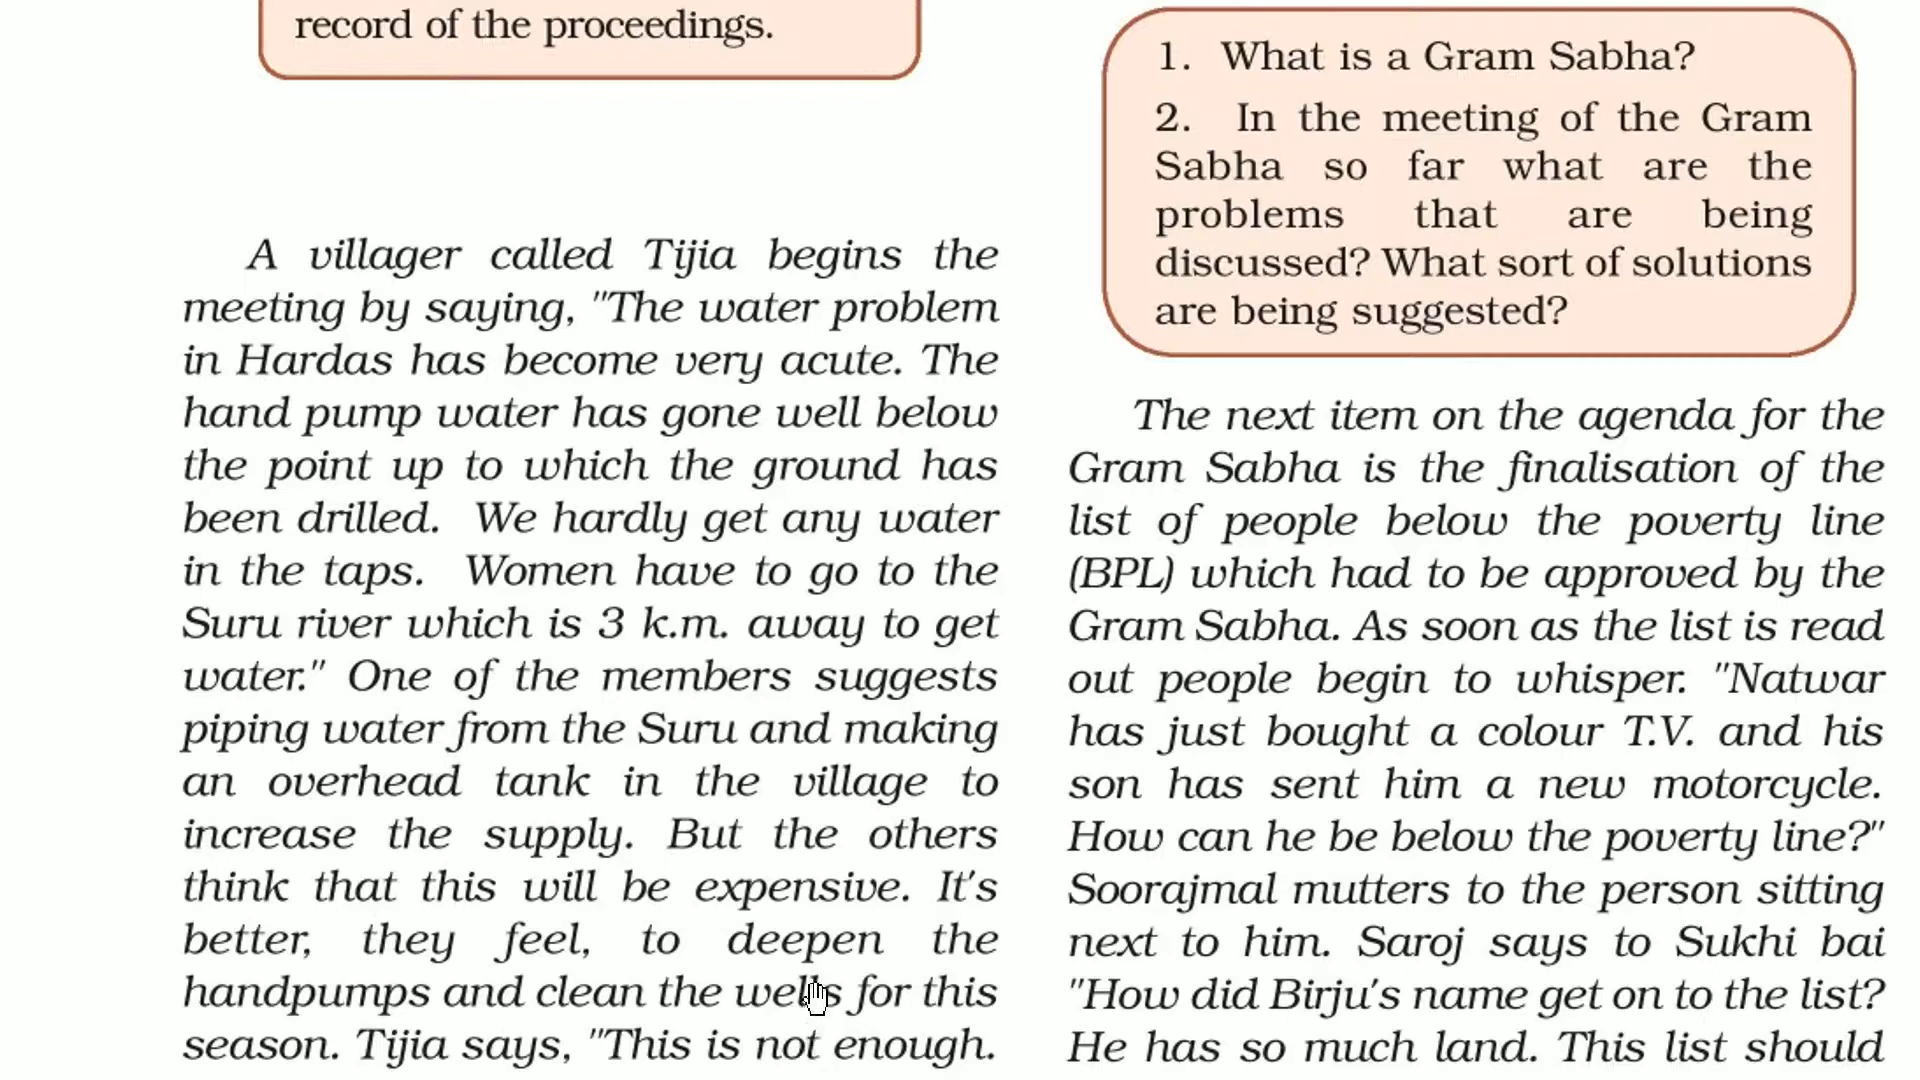 record of the proceedings.
A villager called Tijia begins the
meeting by saying, "The water problem
in Hardas has become very acute. The
hand pump water has gone well below
the point up to which the ground has
been drilled. We hardly get any water
in the taps. Women have to go to the
Suru river which is 3 k.m. away to get
water." One of the members suggests
piping water from the Suru and making
an overhead tank in the village to
increase the supply. But the others
think that this will be expensive. It's
better, they feel, to deepen the
handpumps and clean the wells for this
season. Tijia says, "This is not enough.
1. What is a Gram Sabha?
2. In the meeting of the Gram
Sabha so far what are the
problems that are being
discussed? What sort of solutions
are being suggested?
The next item on the agenda for the
Gram Sabha is the finalisation of the
list of people below the poverty line
(BPL) which had to be approved by the
Gram Sabha. As soon as the list is read
out people begin to whisper. "Natwar
has just bought a colour T.V. and his
son has sent him a new motorcycle.
How can he be below the poverty line?"
Soorajmal mutters to the person sitting
next to him. Saroj says to Sukhi bai
"How did Birju's name get on to the list?
He has so much land. This list should